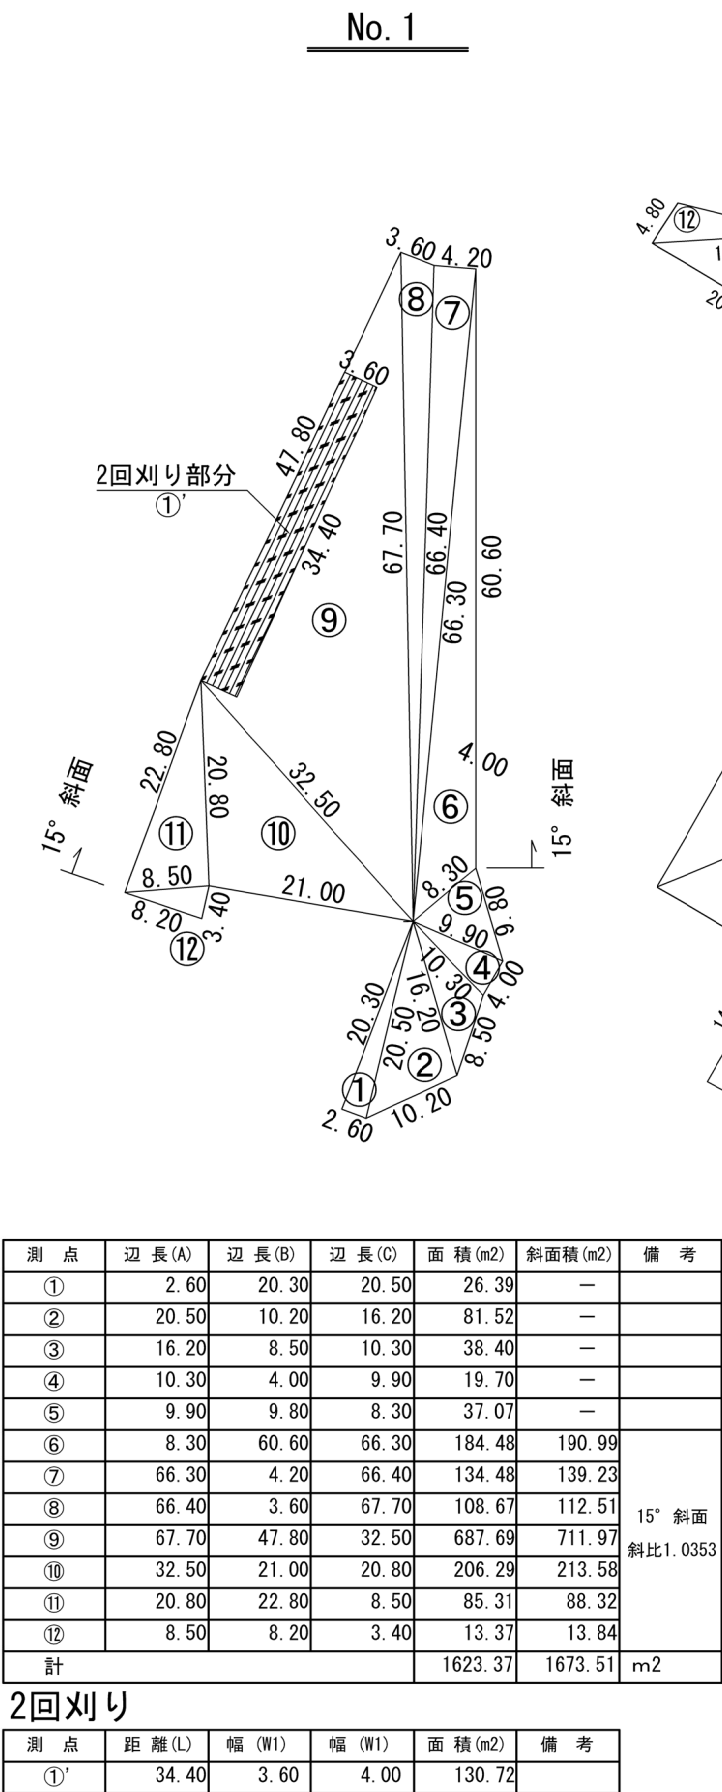 No. 1
4.80
⑫
1
20
3.60
4.20
⑧
⑦
3.60
47.80
2回刈り部分
①'
34.40
67.70
66.40
60.60
66.30
⑨
22.80
20.80
32.50
4.00
15° 斜面
15° 斜面
⑥
⑪
⑩
8.50
21.00
8.30
⑤
9.80
8.20
3.40
⑫
9.90
④
10.30
4.00
16.20
③
20.30
20.50
8.50
②
①
2.60
10.20
測 点 辺 長(A) 辺 長(B) 辺 長(C) 面 積(m2) 斜面積(m2) 備 考
① 2.60 20.30 20.50 26.39 —
② 20.50 10.20 16.20 81.52 —
③ 16.20 8.50 10.30 38.40 —
④ 10.30 4.00 9.90 19.70 —
⑤ 9.90 9.80 8.30 37.07 —
⑥ 8.30 60.60 66.30 184.48 190.99
⑦ 66.30 4.20 66.40 134.48 139.23
⑧ 66.40 3.60 67.70 108.67 112.51
15° 斜面
⑨ 67.70 47.80 32.50 687.69 711.97
斜比1.0353
⑩ 32.50 21.00 20.80 206.29 213.58
⑪ 20.80 22.80 8.50 85.31 88.32
⑫ 8.50 8.20 3.40 13.37 13.84
計 1623.37 1673.51 m2
2回刈り
測 点 距 離(L) 幅 (W1) 幅 (W1) 面 積(m2) 備 考
①' 34.40 3.60 4.00 130.72